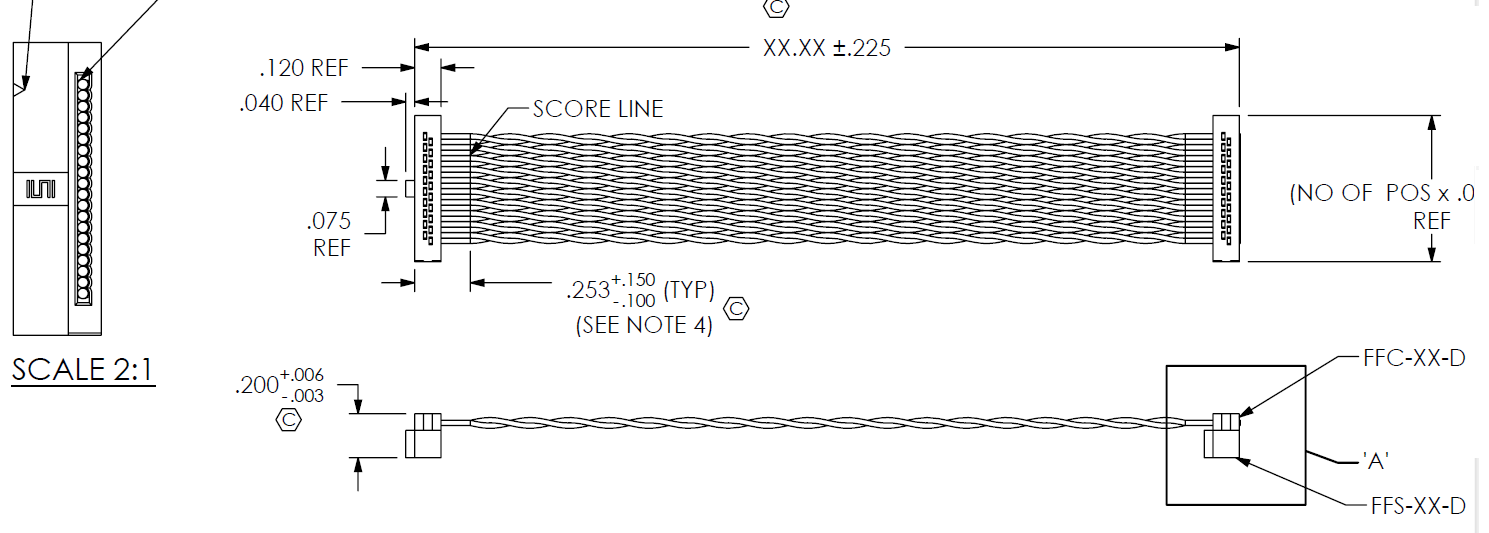 C
XX.XX ±.225
.120 REF
.040 REF
SCORE LINE
(NO OF POS x .0
REF
.075
REF
.253 +.150 -.100 (TYP)
(SEE NOTE 4)
C
SCALE 2:1
.200 +.006 -.003
C
FFC-XX-D
'A'
FFS-XX-D